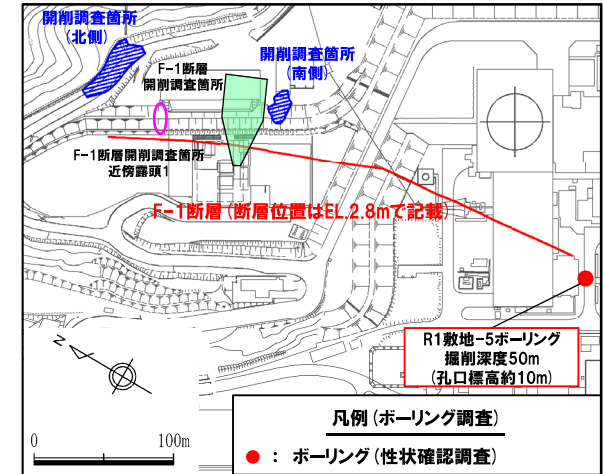 開削調査箇所
(北側)
F-1断層
開削調査箇所
開削調査箇所
(南側)
F-1断層開削調査箇所
近傍露頭1
F-1断層(断層位置はEL.2.8mで記載)
R1敷地-5ボーリング
掘削深度50m
(孔口標高約10m)
N
0 100m
凡例(ボーリング調査)
● : ボーリング(性状確認調査)